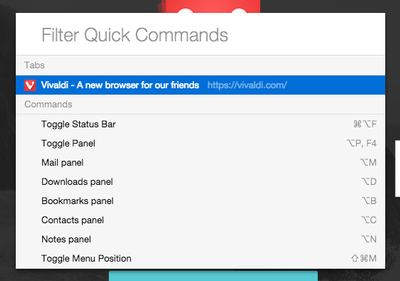 Filter Quick Commands
Tabs
Vivaldi - A new browser for our friends https://vivaldi.com/
Commands
Toggle Status Bar ⌘⌥F
Toggle Panel ⌥P, F4
Mail panel ⌥M
Downloads panel ⌥D
Bookmarks panel ⌥B
Contacts panel ⌥C
Notes panel ⌥N
Toggle Menu Position ⇧⌘M